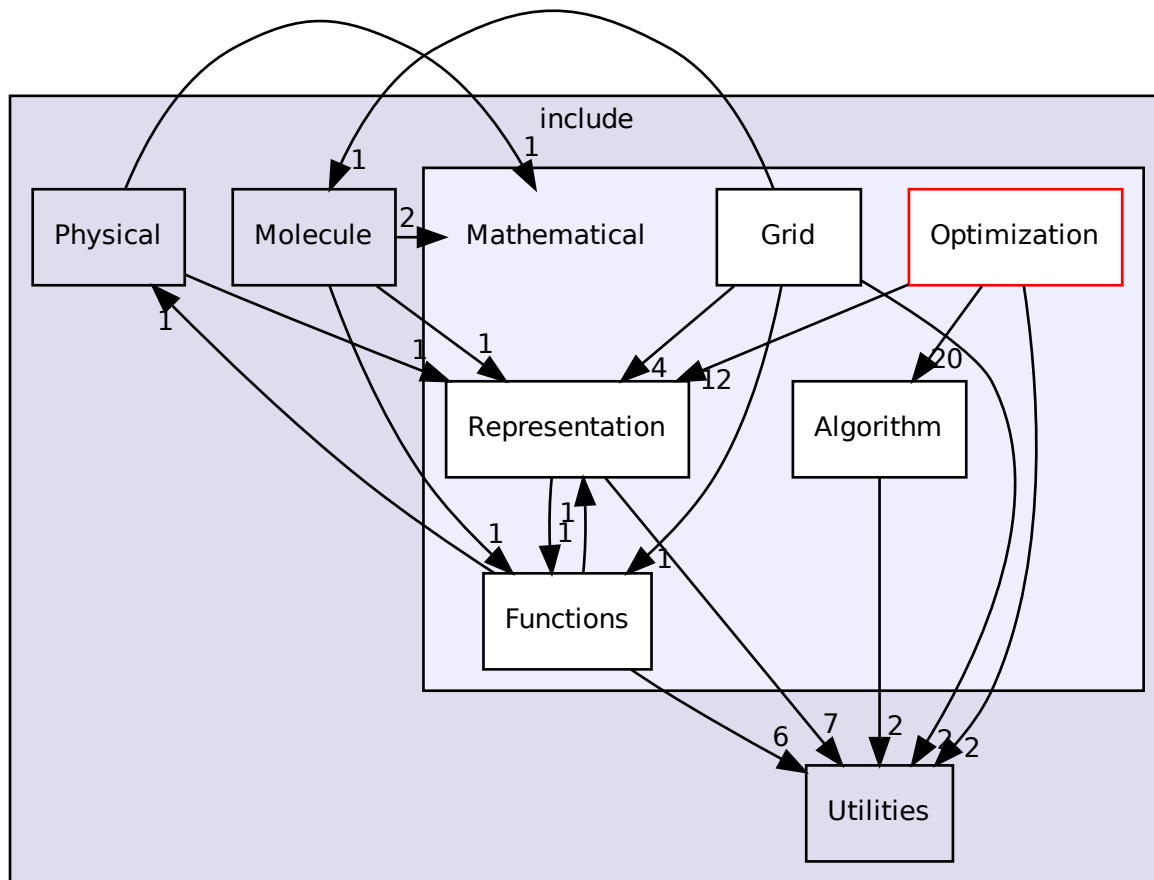 include
1
1
Physical
Molecule
2
Mathematical
Grid
Optimization
1
1
1
4
12
20
Representation
Algorithm
1
1
1
1
Functions
6
7
2
2
2
Utilities